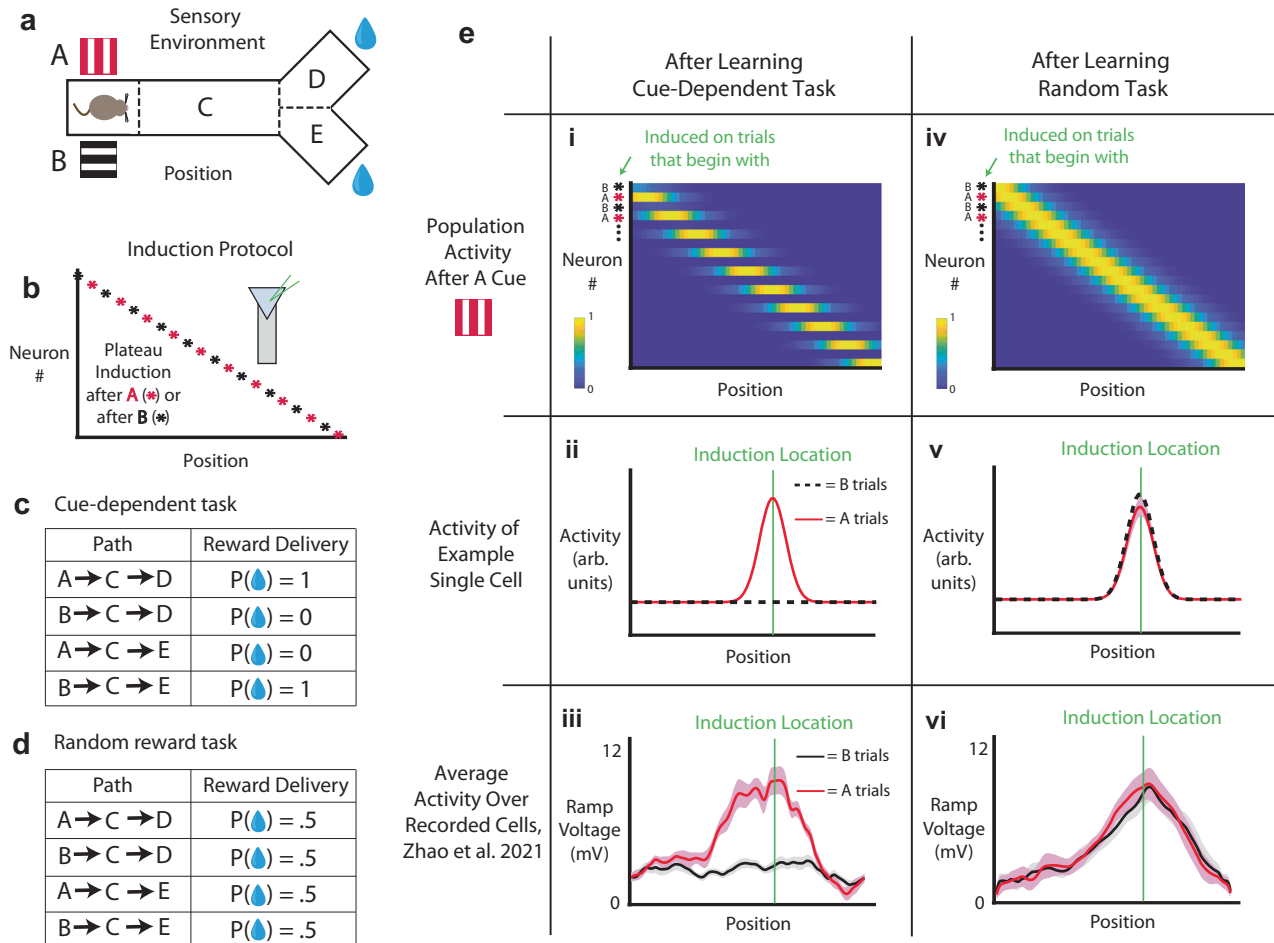 a
Sensory
Environment
A
B
C
D
E
Position
b
Induction Protocol
Neuron
#
Plateau
Induction
after A (*) or
after B (*)
Position
c Cue-dependent task
Path Reward Delivery
A→C→D P( ) = 1
B→C→D P( ) = 0
A→C→E P( ) = 0
B→C→E P( ) = 1
d Random reward task
Path Reward Delivery
A→C→D P( ) = .5
B→C→D P( ) = .5
A→C→E P( ) = .5
B→C→E P( ) = .5
e
After Learning
Cue-Dependent Task
After Learning
Random Task
Population
Activity
After A Cue
i
Induced on trials
that begin with
B *
A *
B *
A *
Neuron
#
1
0
Position
iv
Induced on trials
that begin with
B *
A *
B *
A *
Neuron
#
1
0
Position
Activity of
Example
Single Cell
ii
Induction Location
= B trials
= A trials
Activity
(arb.
units)
Position
v
Induction Location
Activity
(arb.
units)
Position
Average
Activity Over
Recorded Cells,
Zhao et al. 2021
iii
Induction Location
12
= B trials
= A trials
Ramp
Voltage
(mV)
0
Position
vi
Induction Location
12
Ramp
Voltage
(mV)
0
Position